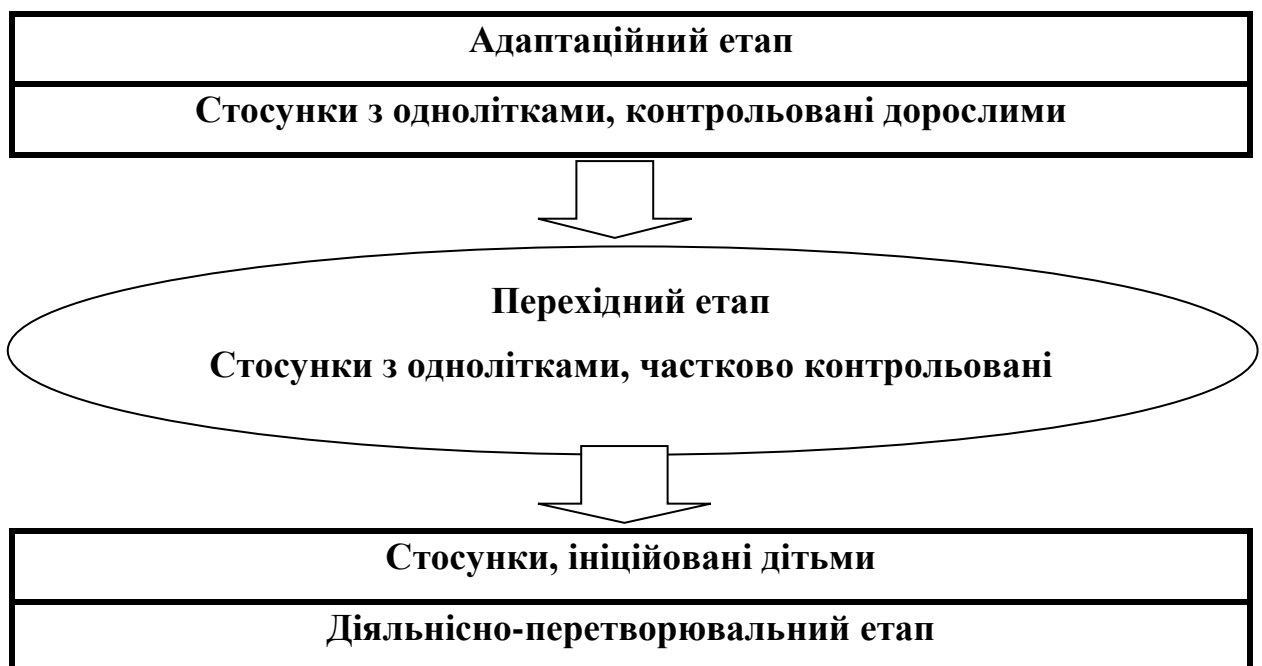 Адаптаційний етап
Стосунки з однолітками, контрольовані дорослими
Перехідний етап
Стосунки з однолітками, частково контрольовані
Стосунки, ініційовані дітьми
Діяльнісно-перетворювальний етап